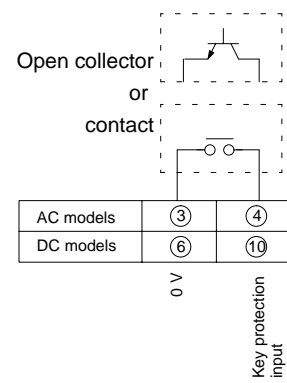 Open collector
or
contact
AC models 3 4
DC models 6 10
0 V
Key protection
input